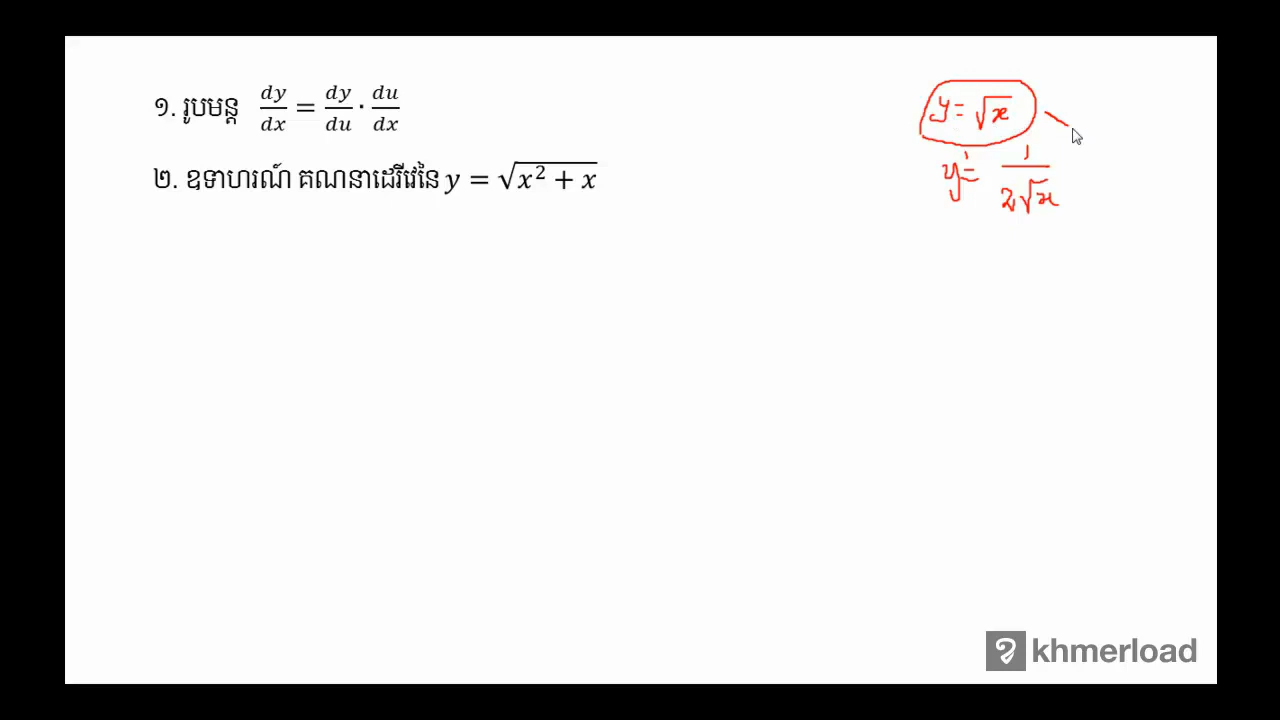 ១. រូបមន្ត dy/dx = dy/du · du/dx
២. ឧទាហរណ៍ គណនាដេរីវេនៃ y = √(x² + x)
y = √x
y' = 1/(2√x)
khmerload